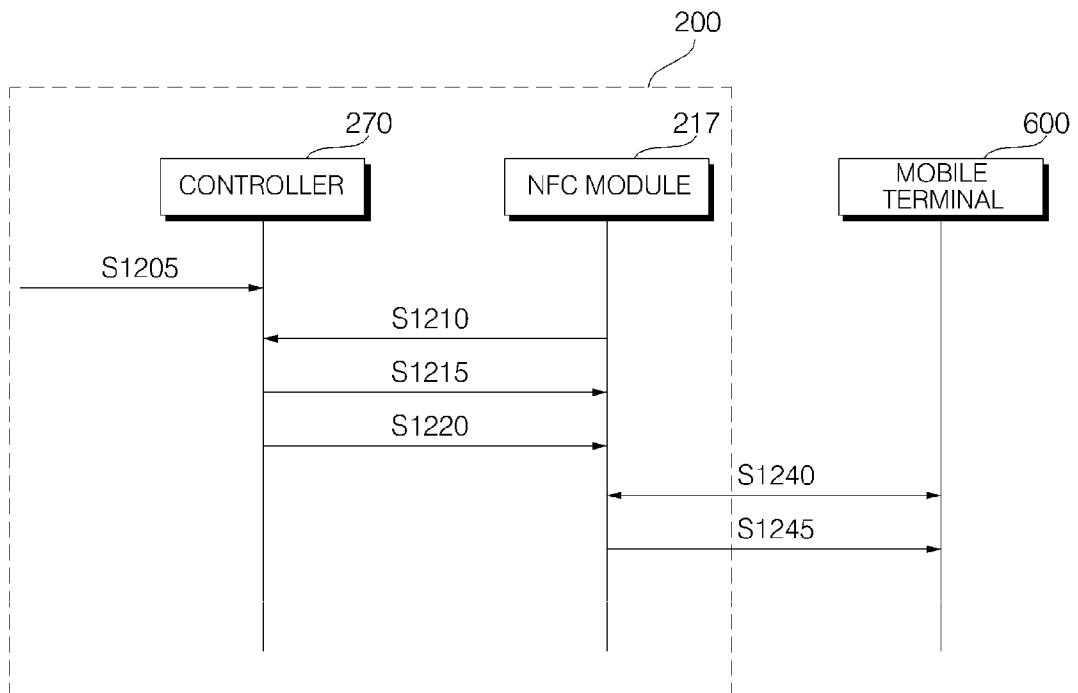 200
270
217
600
CONTROLLER
NFC MODULE
MOBILE
TERMINAL
S1205
S1210
S1215
S1220
S1240
S1245